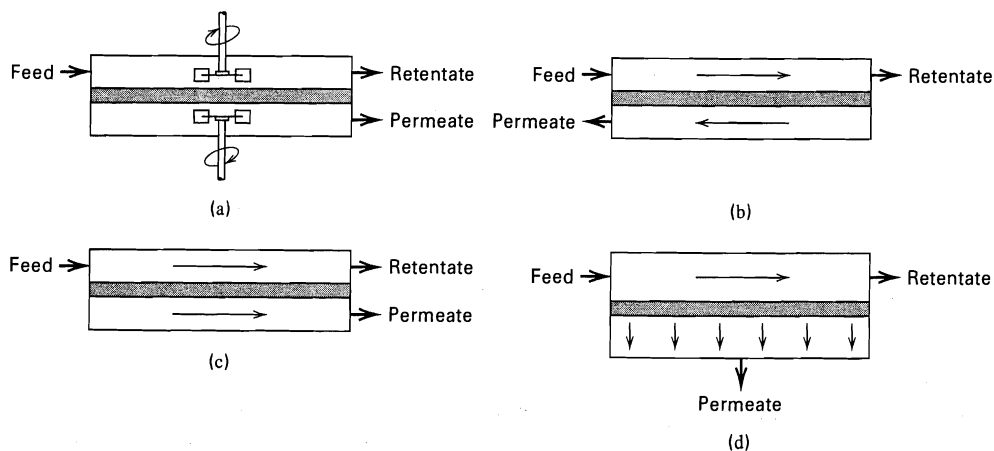 Feed
Retentate
Permeate
(a)
Feed
Retentate
Permeate
(b)
Feed
Retentate
Permeate
(c)
Feed
Retentate
Permeate
(d)